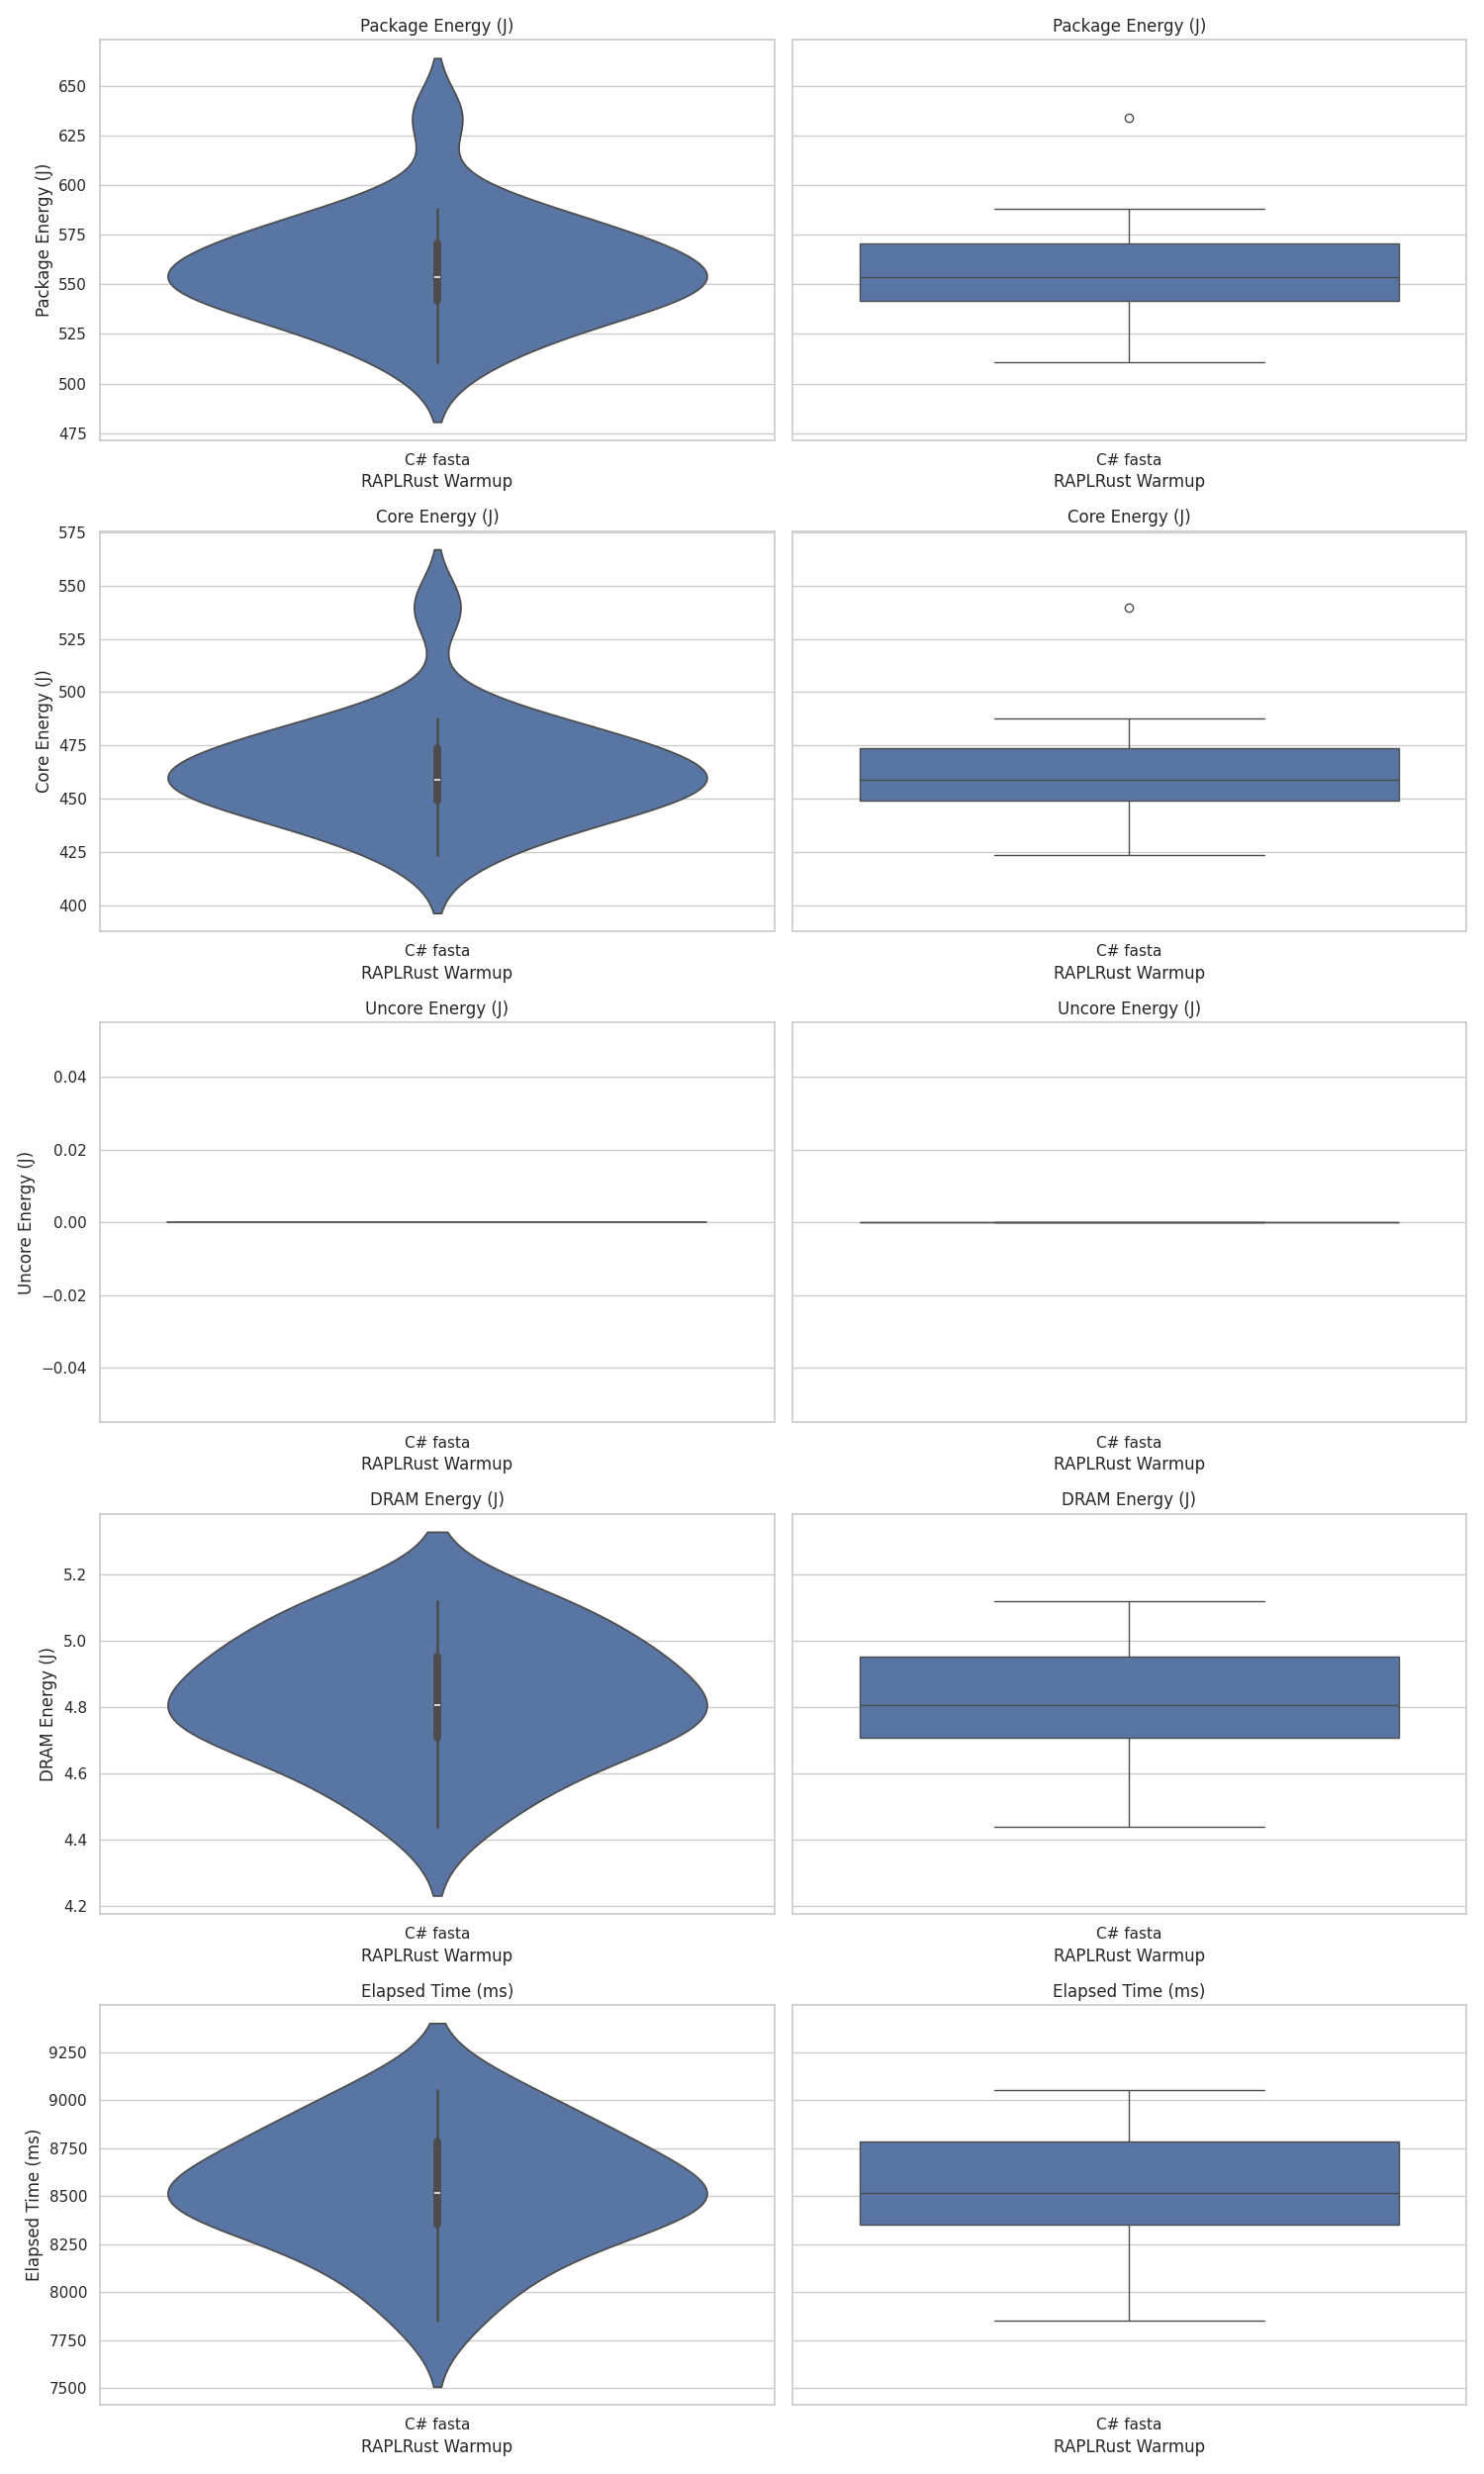 Package Energy (J)
Package Energy (J)
Package Energy (J)
650
625
600
575
550
525
500
475
C# fasta
RAPLRust Warmup
C# fasta
RAPLRust Warmup
Core Energy (J)
Core Energy (J)
Core Energy (J)
575
550
525
500
475
450
425
400
C# fasta
RAPLRust Warmup
C# fasta
RAPLRust Warmup
Uncore Energy (J)
Uncore Energy (J)
Uncore Energy (J)
0.04
0.02
0.00
−0.02
−0.04
C# fasta
RAPLRust Warmup
C# fasta
RAPLRust Warmup
DRAM Energy (J)
DRAM Energy (J)
DRAM Energy (J)
5.2
5.0
4.8
4.6
4.4
4.2
C# fasta
RAPLRust Warmup
C# fasta
RAPLRust Warmup
Elapsed Time (ms)
Elapsed Time (ms)
Elapsed Time (ms)
9250
9000
8750
8500
8250
8000
7750
7500
C# fasta
RAPLRust Warmup
C# fasta
RAPLRust Warmup